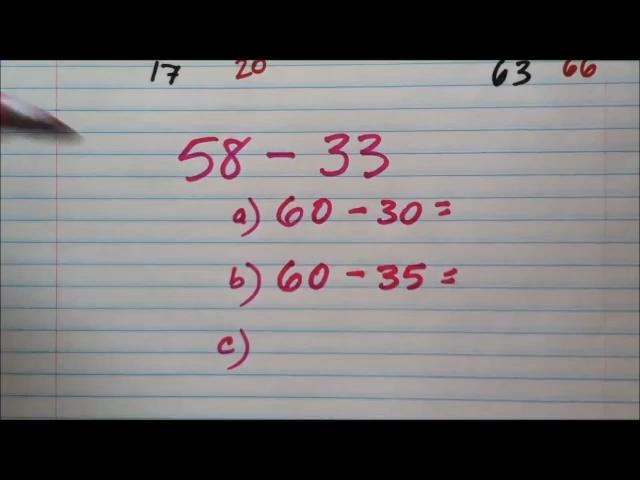 17 20 63 66
58 - 33
a) 60 - 30 =
b) 60 - 35 =
c)